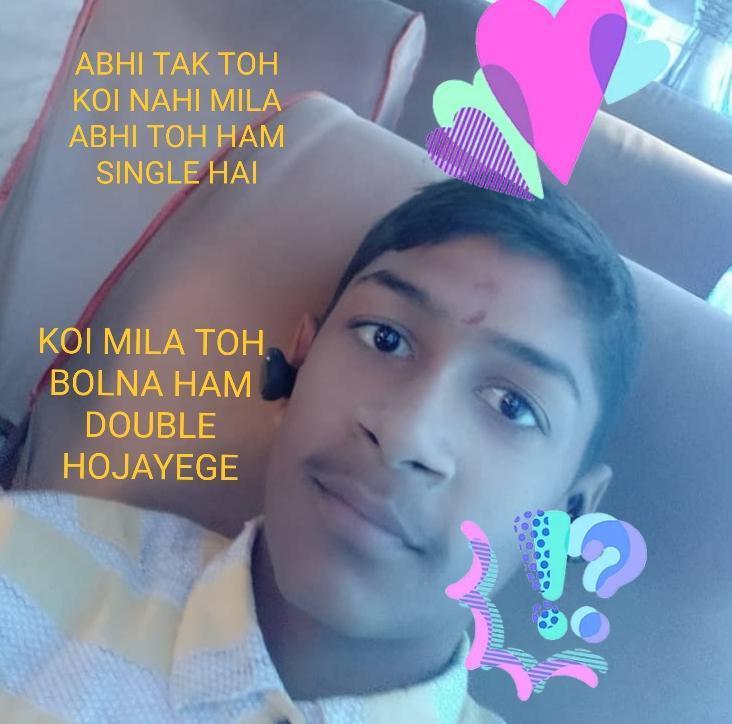 ABHI TAK TOH
KOI NAHI MILA
ABHI TOH HAM
SINGLE HAI
KOI MILA TOH
BOLNA HAM
DOUBLE
HOJAYEGE
!?